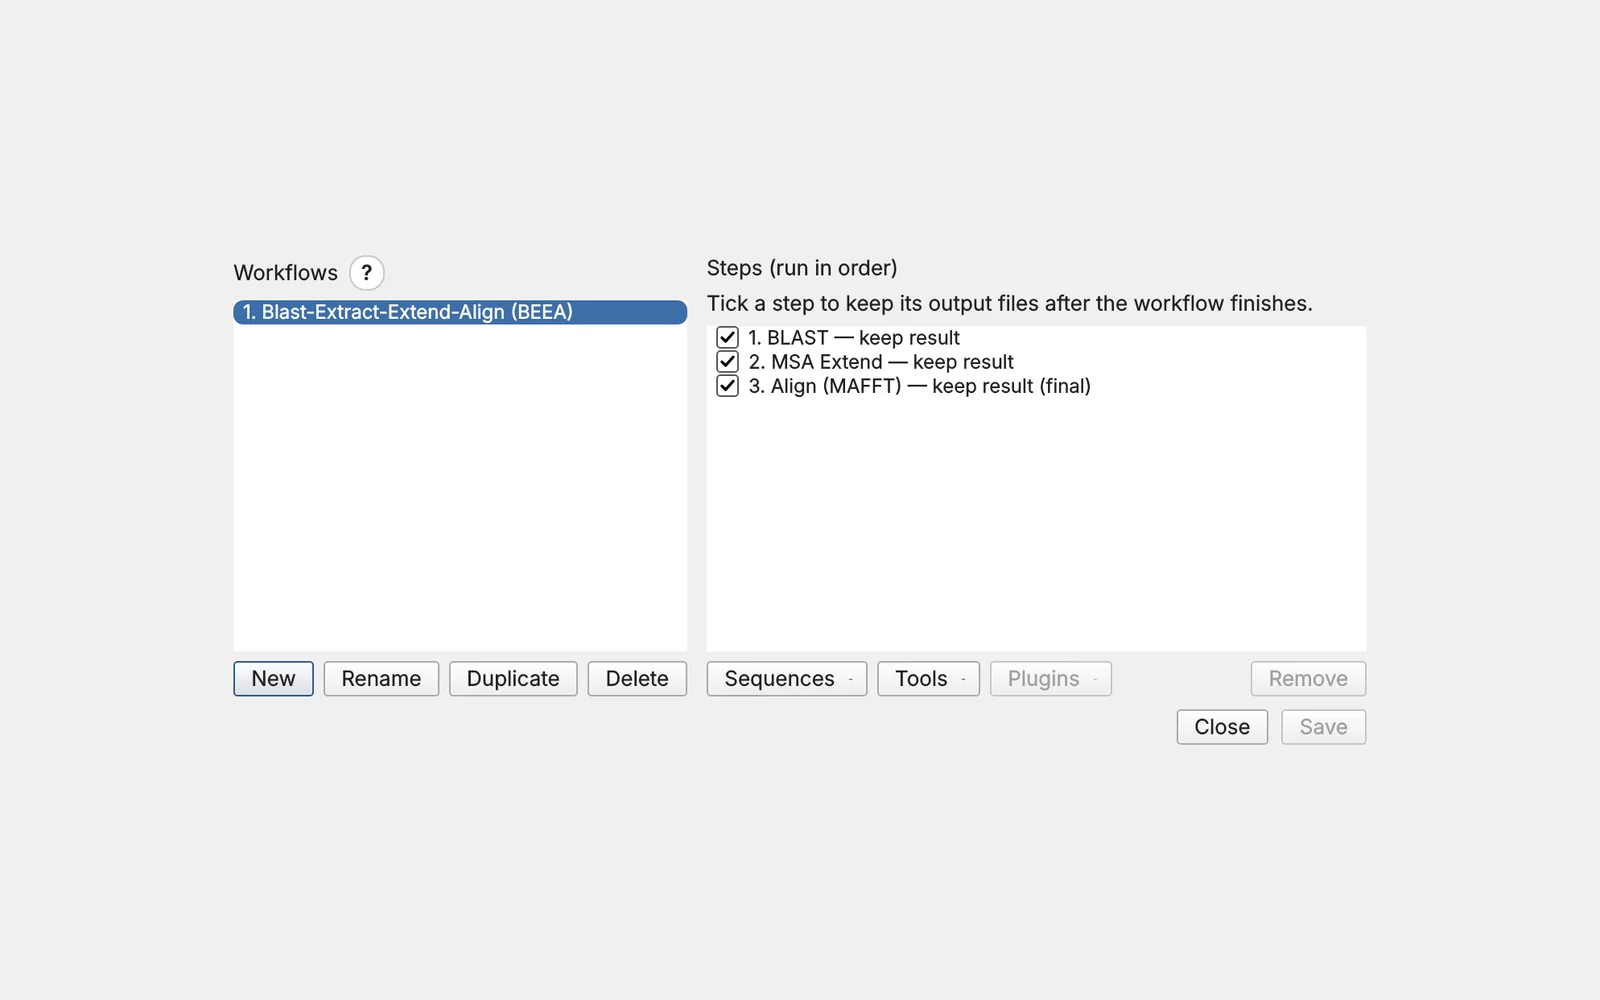 Workflows ?
1. Blast-Extract-Extend-Align (BEEA)
New Rename Duplicate Delete
Steps (run in order)
Tick a step to keep its output files after the workflow finishes.
1. BLAST — keep result
2. MSA Extend — keep result
3. Align (MAFFT) — keep result (final)
Sequences Tools Plugins Remove
Close Save